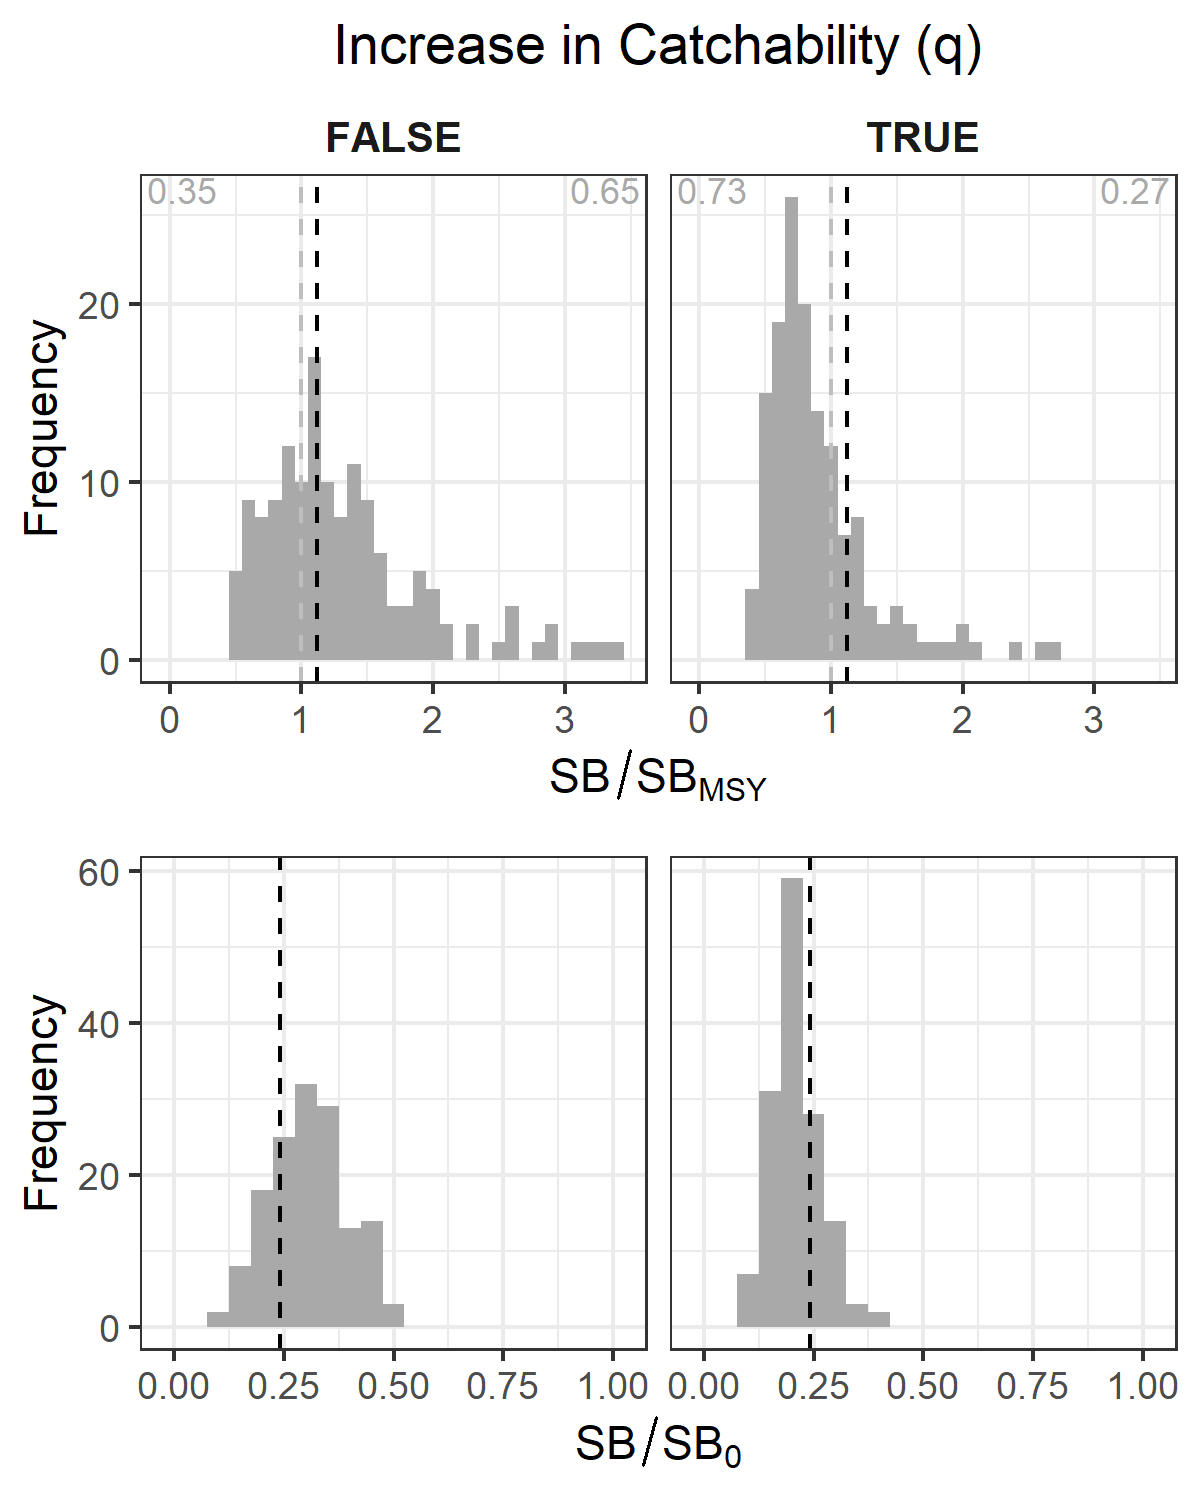 Increase in Catchability (q)
FALSE TRUE
0.35 0.65 0.73 0.27
Frequency
20
10
0
0 1 2 3 0 1 2 3
SB/SB_MSY
Frequency
60
40
20
0
0.00 0.25 0.50 0.75 1.00 0.00 0.25 0.50 0.75 1.00
SB/SB₀